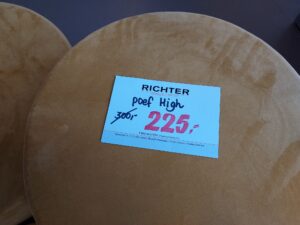 RICHTER
poef High
300,-
225,-